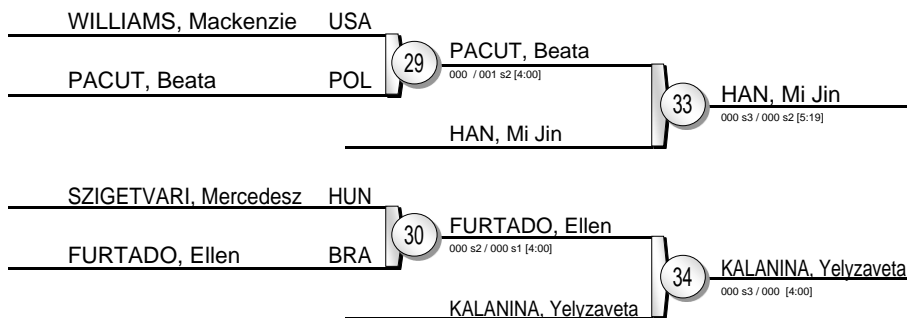 WILLIAMS, Mackenzie USA
29
PACUT, Beata
000 / 001 s2 [4:00]
PACUT, Beata POL
33
HAN, Mi Jin
000 s3 / 000 s2 [5:19]
HAN, Mi Jin
SZIGETVARI, Mercedesz HUN
30
FURTADO, Ellen
000 s2 / 000 s1 [4:00]
FURTADO, Ellen BRA
34
KALANINA, Yelyzaveta
000 s3 / 000 [4:00]
KALANINA, Yelyzaveta